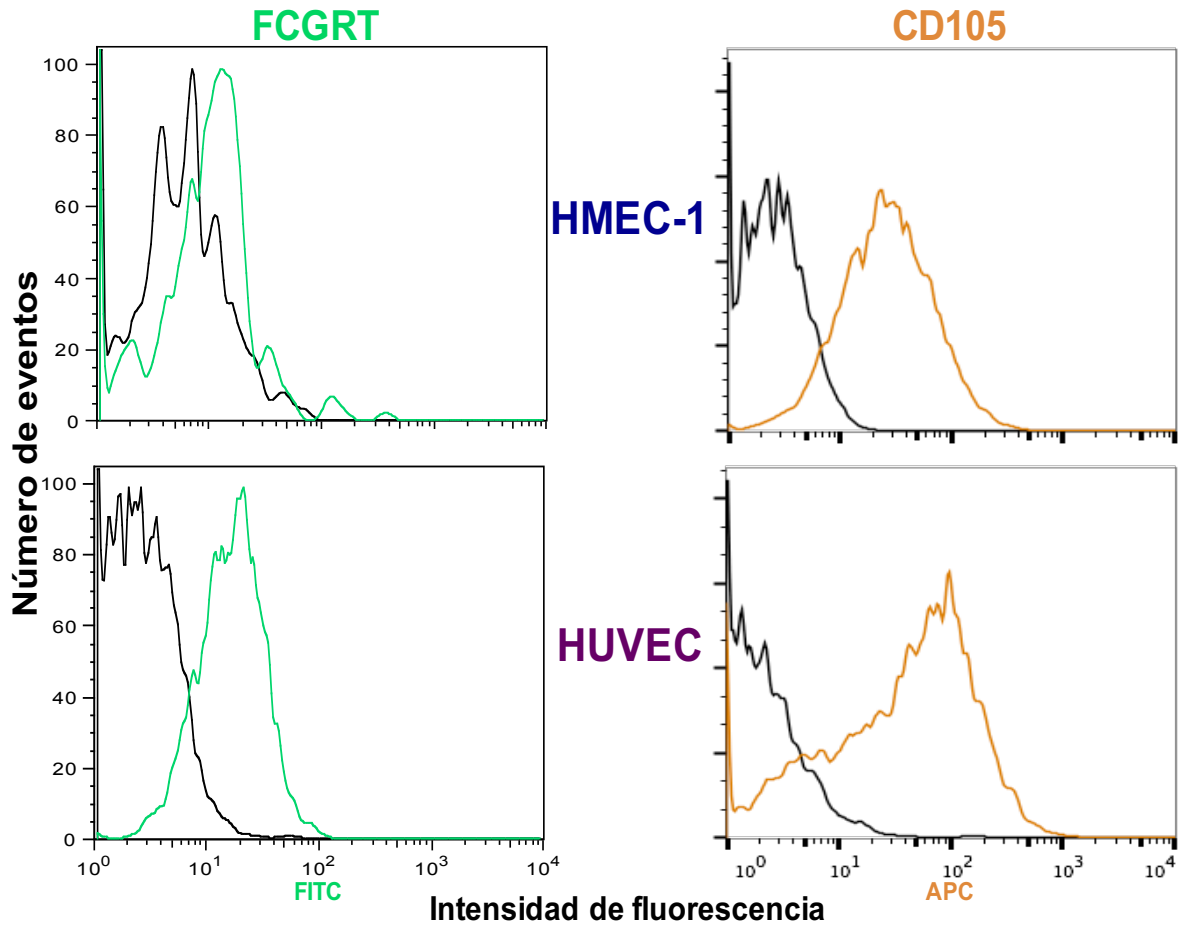 FCGRT
CD105
100
80
60
40
20
0
HMEC-1
Número de eventos
100
80
60
40
20
0
HUVEC
10⁰ 10¹ 10² 10³ 10⁴
10⁰ 10¹ 10² 10³ 10⁴
FITC
APC
Intensidad de fluorescencia